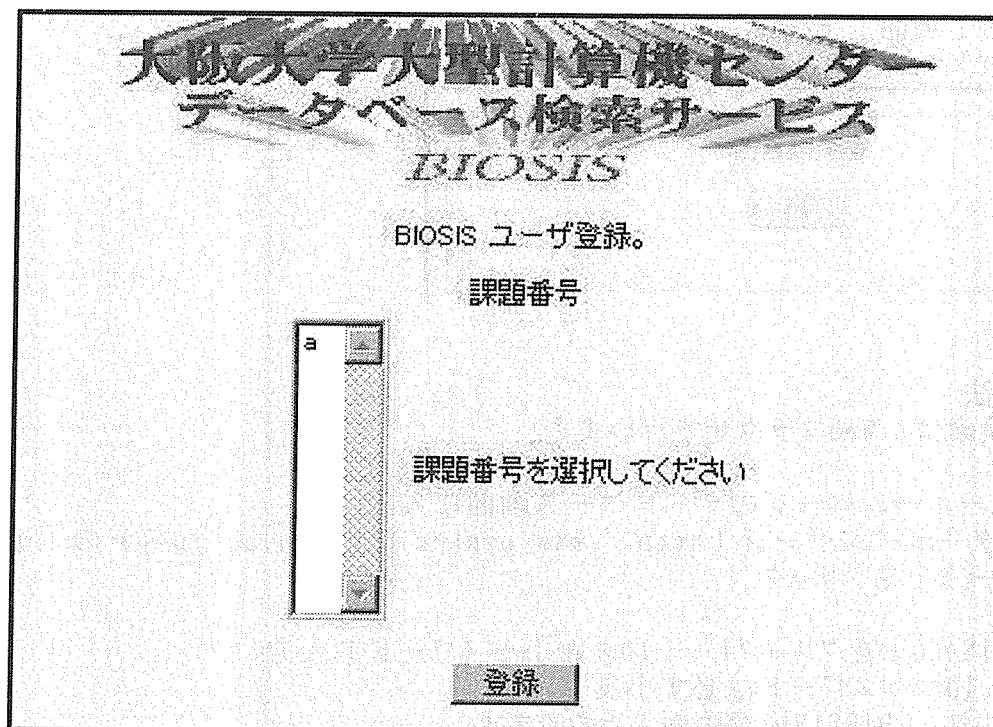 大阪大学大型計算機センター
データベース検索サービス
BIOSIS
BIOSIS ユーザ登録。
課題番号
a
課題番号を選択してください
登録